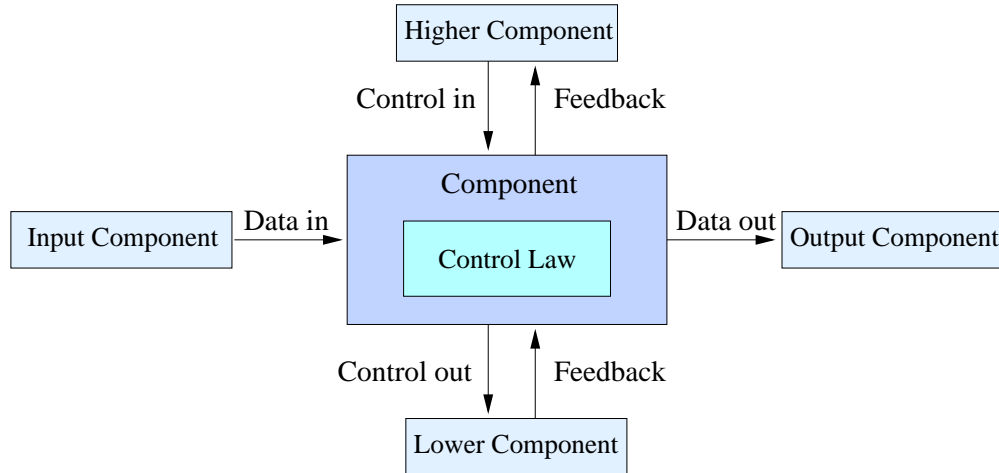 Higher Component
Control in
Feedback
Component
Input Component
Data in
Control Law
Data out
Output Component
Control out
Feedback
Lower Component